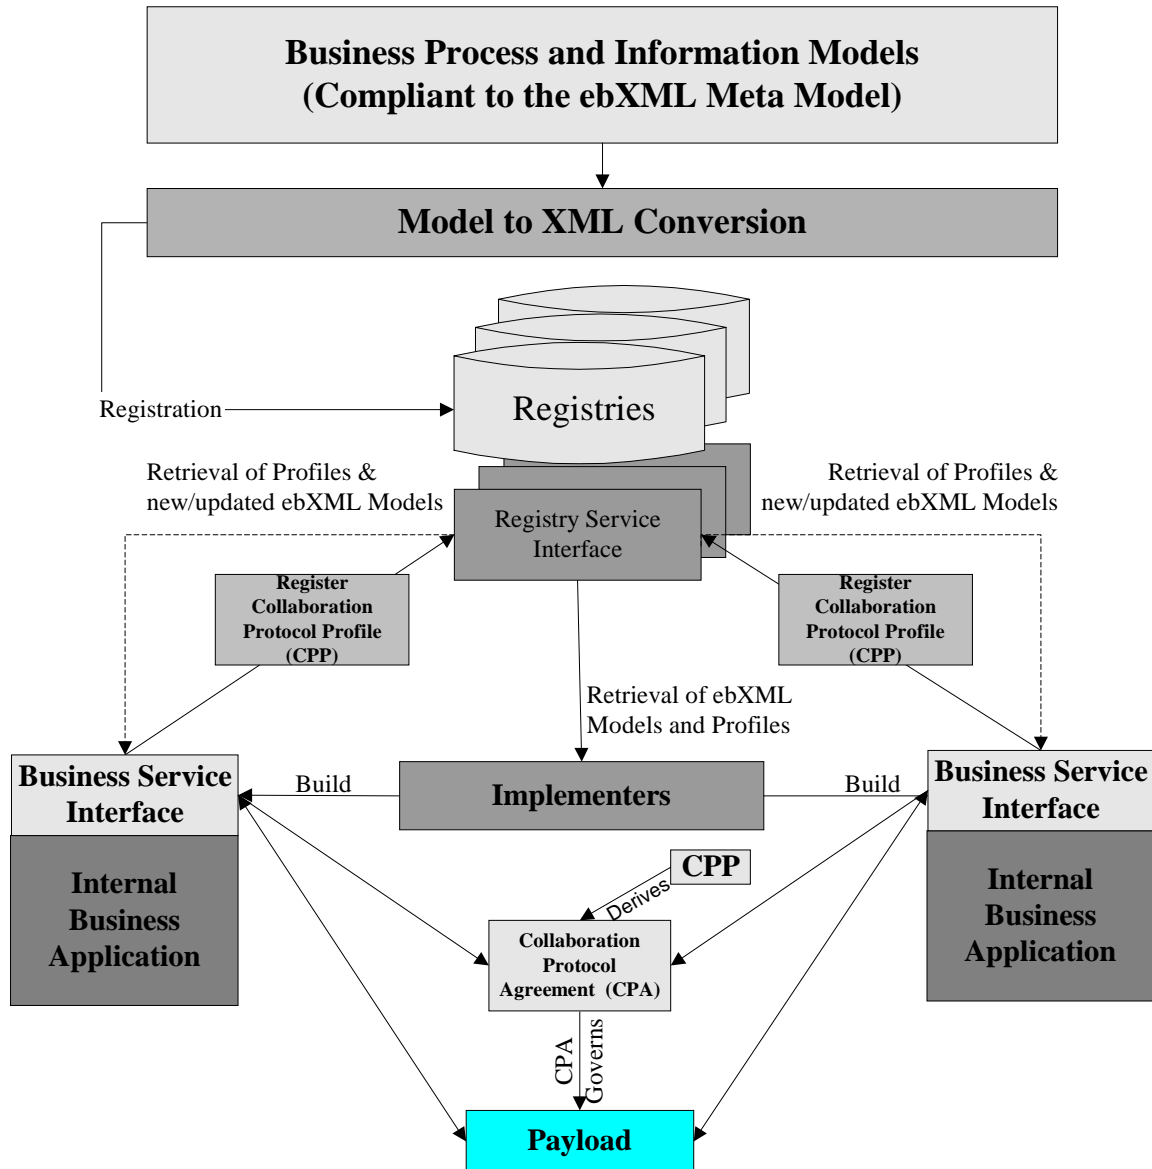 Business Process and Information Models
(Compliant to the ebXML Meta Model)
Model to XML Conversion
Registries
Registration
Retrieval of Profiles &
new/updated ebXML Models
Retrieval of Profiles &
new/updated ebXML Models
Registry Service
Interface
Register
Collaboration
Protocol Profile
(CPP)
Register
Collaboration
Protocol Profile
(CPP)
Retrieval of ebXML
Models and Profiles
Business Service
Interface
Build
Implementers
Build
Business Service
Interface
Internal
Business
Application
CPP
Derives
Internal
Business
Application
Collaboration
Protocol
Agreement (CPA)
CPA
Governs
Payload